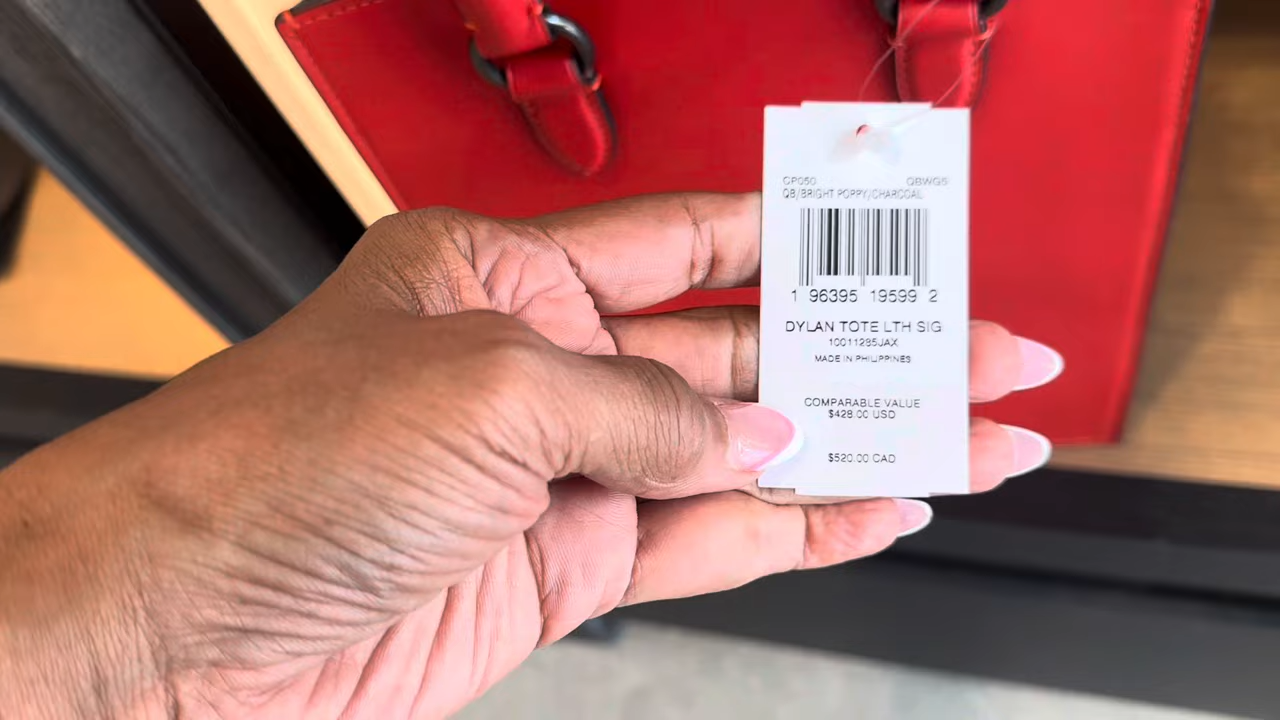 CP050 QBWG5
QB/BRIGHT POPPY/CHARCOAL
1 96395 19599 2
DYLAN TOTE LTH SIG
10011285JAX
MADE IN PHILIPPINES
COMPARABLE VALUE
$428.00 USD
$520.00 CAD